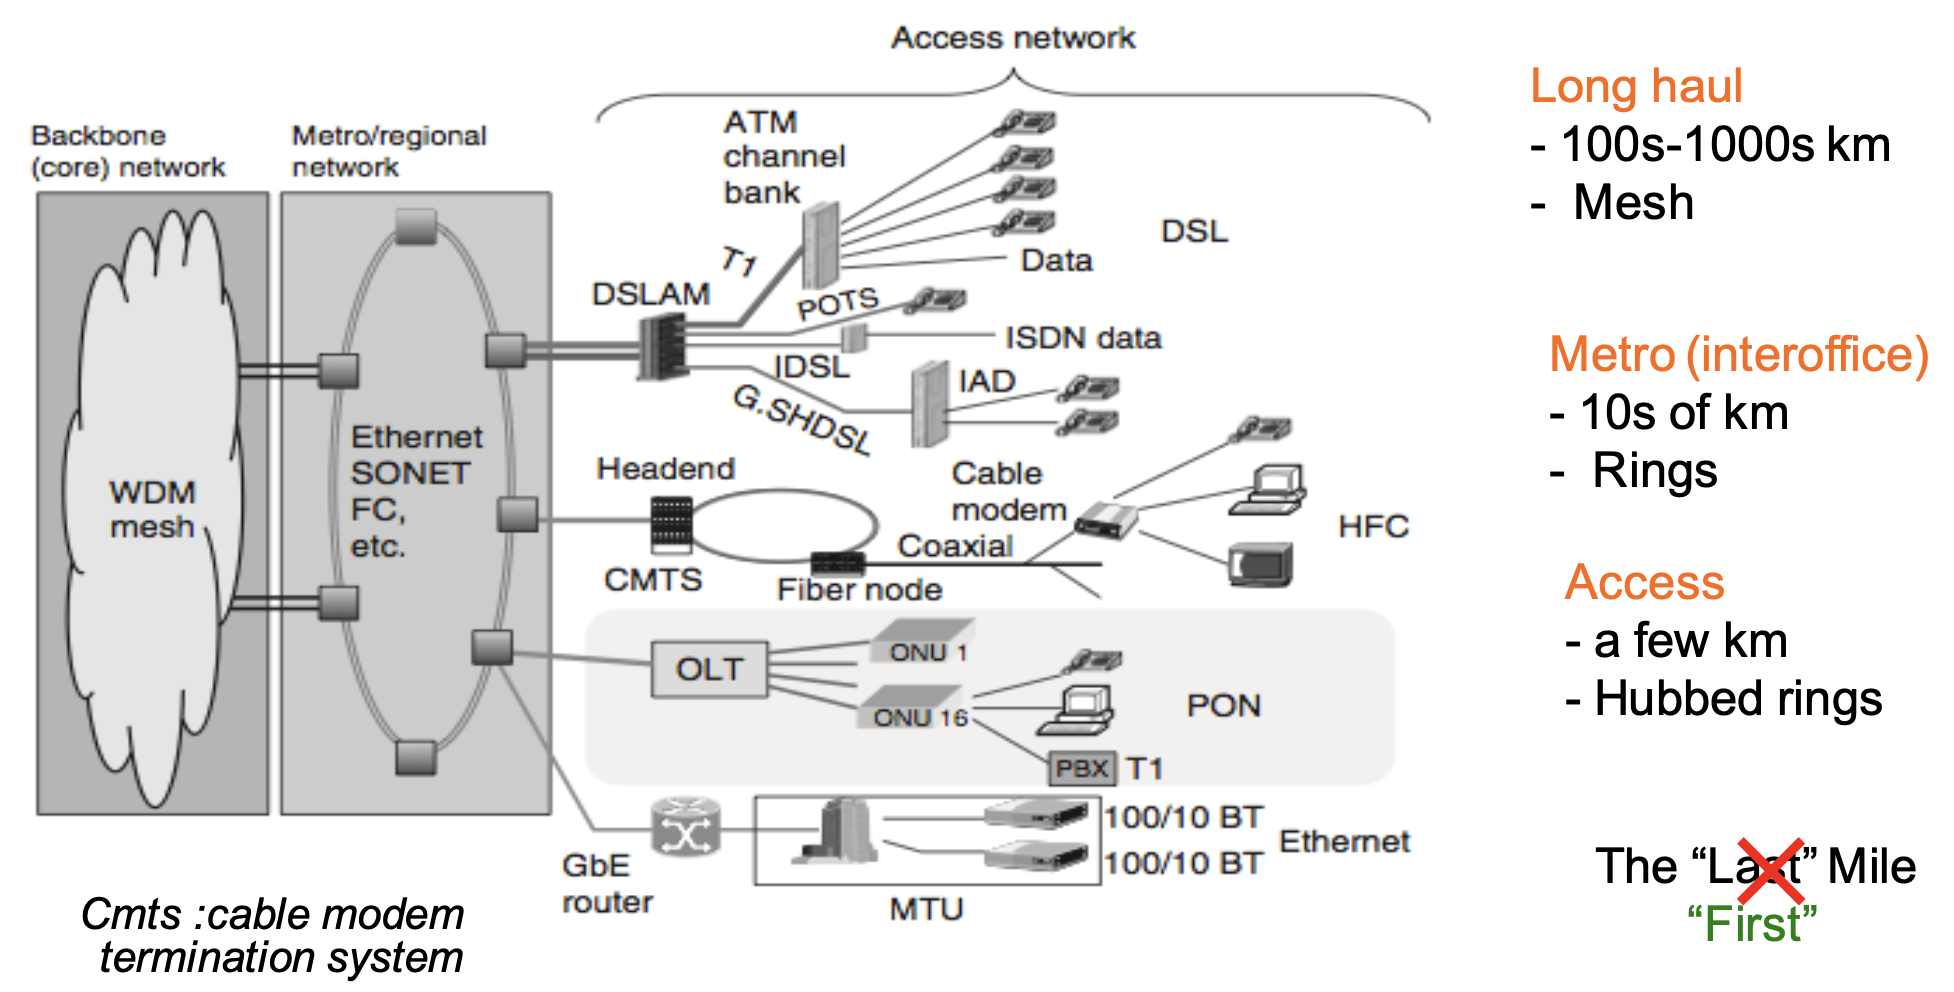 Access network
Backbone
(core) network
Metro/regional
network
WDM
mesh
Ethernet
SONET
FC,
etc.
ATM
channel
bank
T1
DSLAM
POTS
Data
DSL
ISDN data
IDSL
IAD
G.SHDSL
Headend
CMTS
Cable
modem
Coaxial
Fiber node
HFC
OLT
ONU 1
ONU 16
PON
PBX
T1
GbE
router
100/10 BT
100/10 BT
Ethernet
MTU
Cmts :cable modem
termination system
Long haul
- 100s-1000s km
- Mesh
Metro (interoffice)
- 10s of km
- Rings
Access
- a few km
- Hubbed rings
The “Last” Mile
“First”